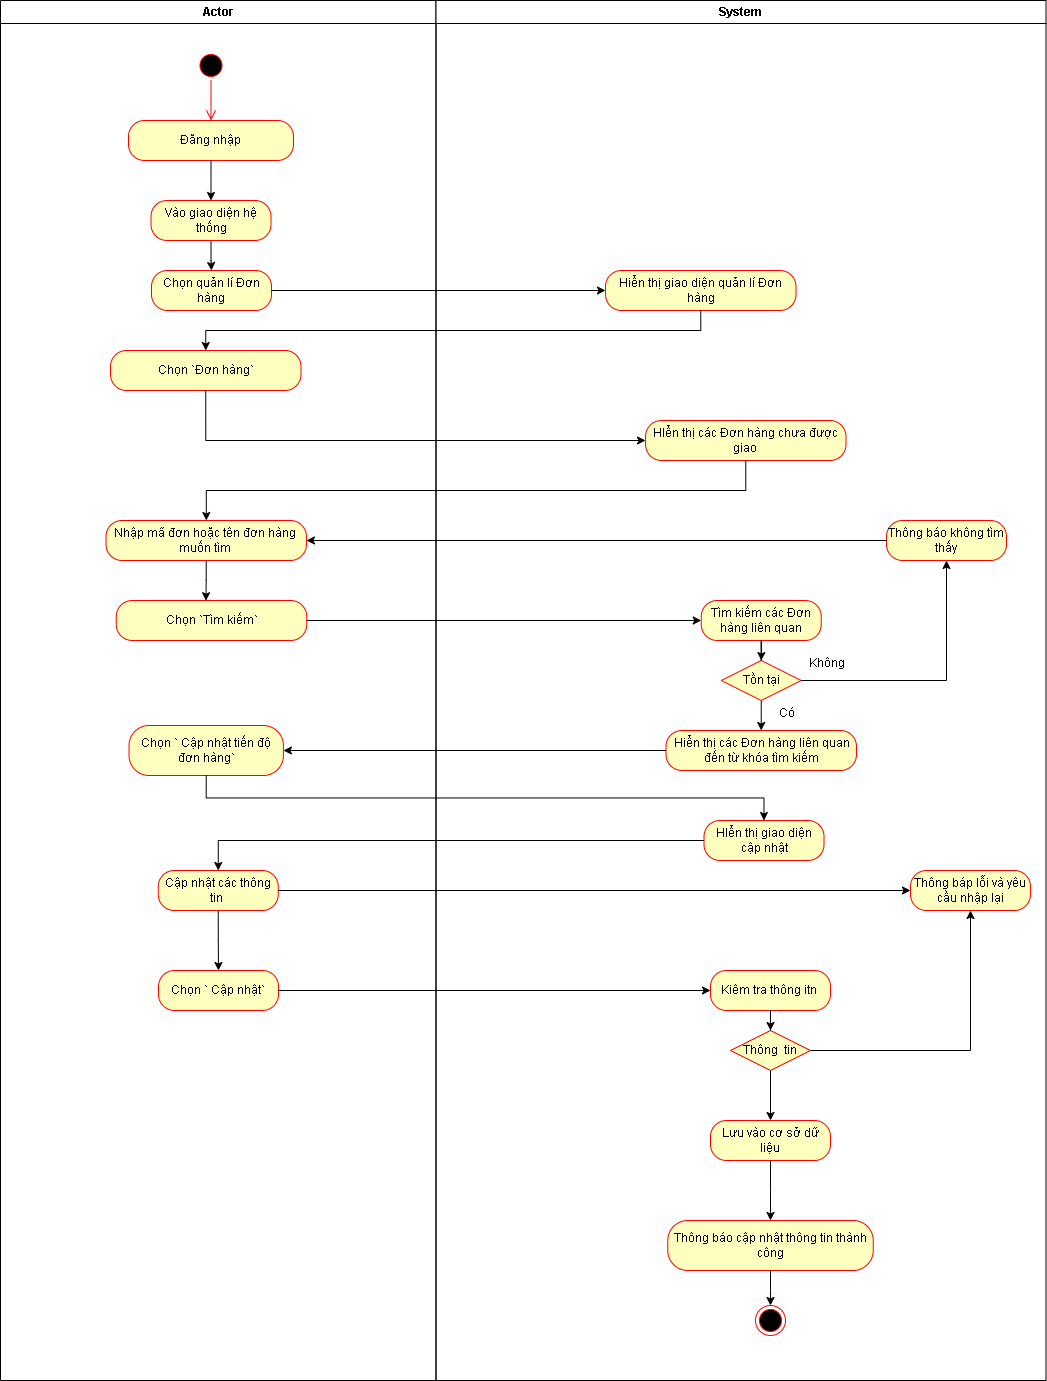 Actor
System
Đăng nhập
Vào giao diện hệ
thống
Chọn quản lí Đơn
hàng
Hiển thị giao diện quản lí Đơn
hàng
Chọn `Đơn hàng`
HIển thị các Đơn hàng chưa được
giao
Nhập mã đơn hoặc tên đơn hàng
muốn tìm
Thông báo không tìm
thấy
Chọn `Tìm kiếm`
Tìm kiếm các Đơn
hàng liên quan
Không
Tồn tại
Có
Chọn ` Cập nhật tiến độ
đơn hàng`
Hiển thị các Đơn hàng liên quan
đến từ khóa tìm kiếm
HIển thị giao diện
cập nhật
Cập nhật các thông
tin
Thông báp lỗi và yêu
cầu nhập lại
Chọn ` Cập nhật`
Kiêm tra thông itn
Thông  tin
Lưu vào cơ sở dữ
liệu
Thông báo cập nhật thông tin thành
công